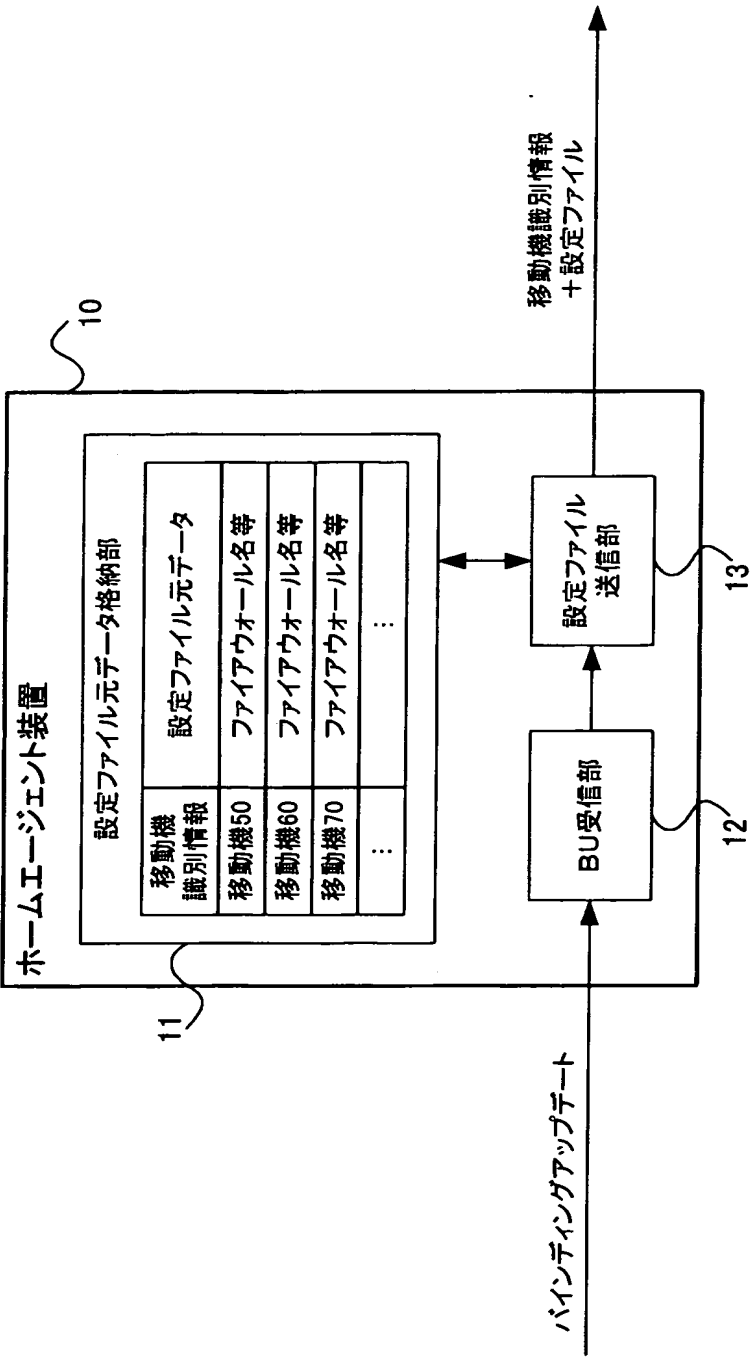 ホームエージェント装置
10
設定ファイル元データ格納部
11
移動機
識別情報
設定ファイル元データ
移動機50
ファイアウォール名等
移動機60
ファイアウォール名等
移動機70
ファイアウォール名等
⋮
⋮
バインディングアップデート
BU受信部
12
設定ファイル
送信部
13
移動機識別情報
+設定ファイル